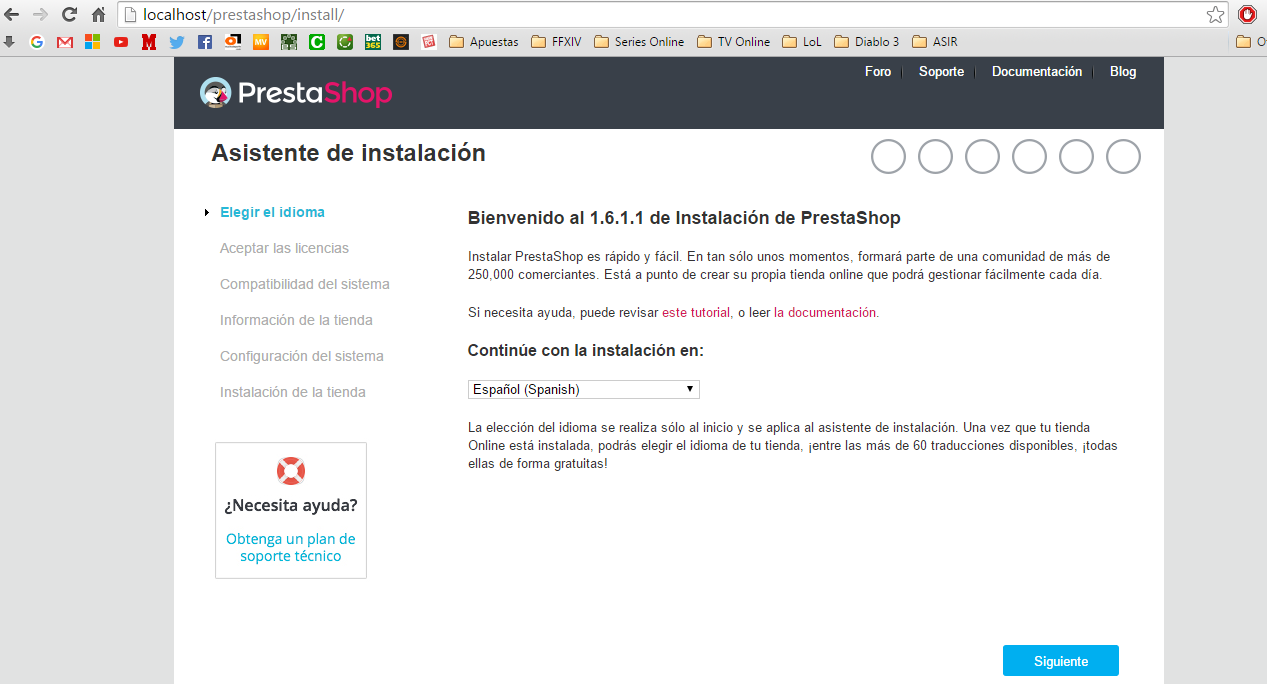 localhost/prestashop/install/
Apuestas
FFXIV
Series Online
TV Online
LoL
Diablo 3
ASIR
MV
bet365
Foro
Soporte
Documentación
Blog
PrestaShop
Asistente de instalación
Elegir el idioma
Aceptar las licencias
Compatibilidad del sistema
Información de la tienda
Configuración del sistema
Instalación de la tienda
¿Necesita ayuda?
Obtenga un plan de
soporte técnico
Bienvenido al 1.6.1.1 de Instalación de PrestaShop
Instalar PrestaShop es rápido y fácil. En tan sólo unos momentos, formará parte de una comunidad de más de
250,000 comerciantes. Está a punto de crear su propia tienda online que podrá gestionar fácilmente cada día.
Si necesita ayuda, puede revisar este tutorial, o leer la documentación.
Continúe con la instalación en:
Español (Spanish)
La elección del idioma se realiza sólo al inicio y se aplica al asistente de instalación. Una vez que tu tienda
Online está instalada, podrás elegir el idioma de tu tienda, ¡entre las más de 60 traducciones disponibles, ¡todas
ellas de forma gratuitas!
Siguiente